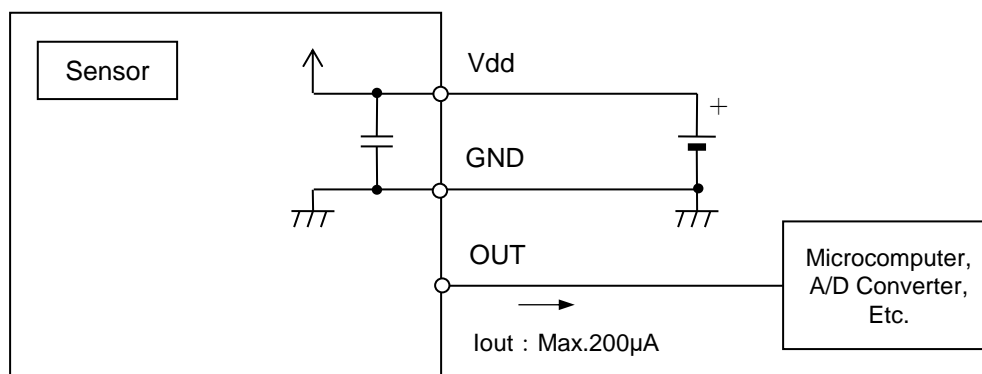 Sensor
Vdd
+
GND
OUT
Microcomputer,
A/D Converter,
Etc.
Iout : Max.200µA